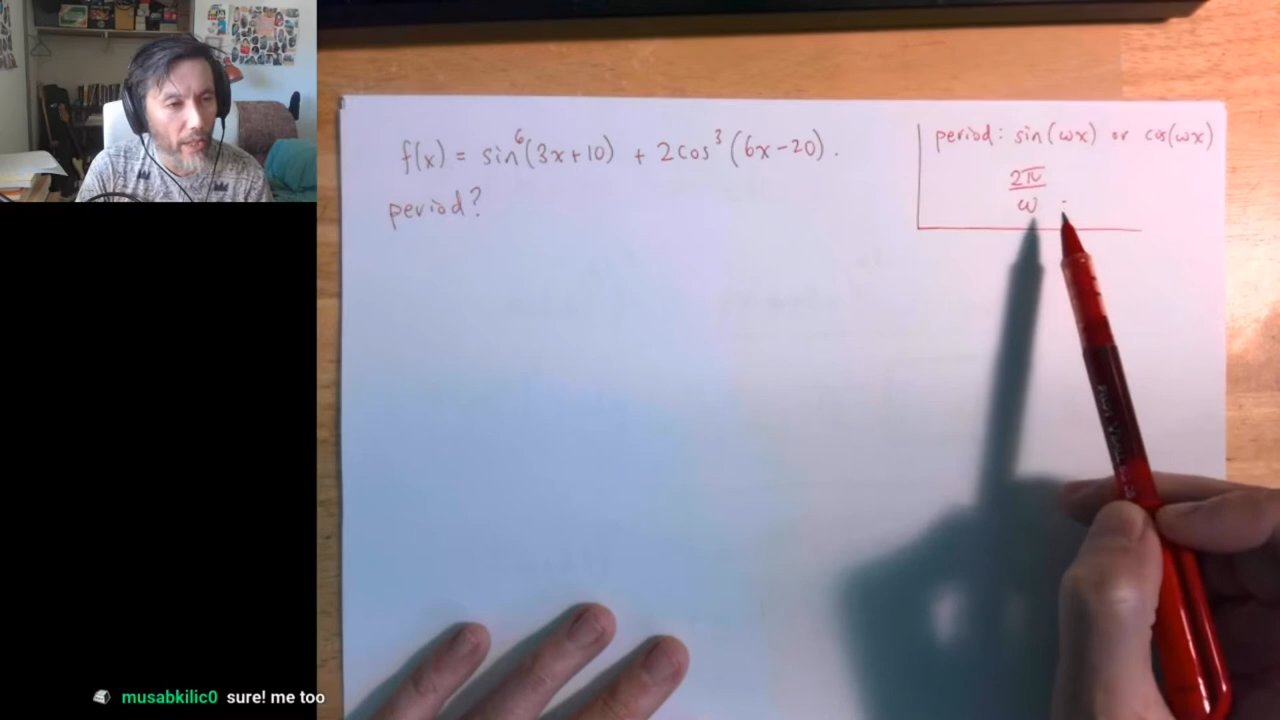 f(x) = sin⁶(3x+10) + 2cos³(6x-20).
period?
period: sin(ωx) or cos(ωx)
2π
ω
musabkilic0 sure! me too